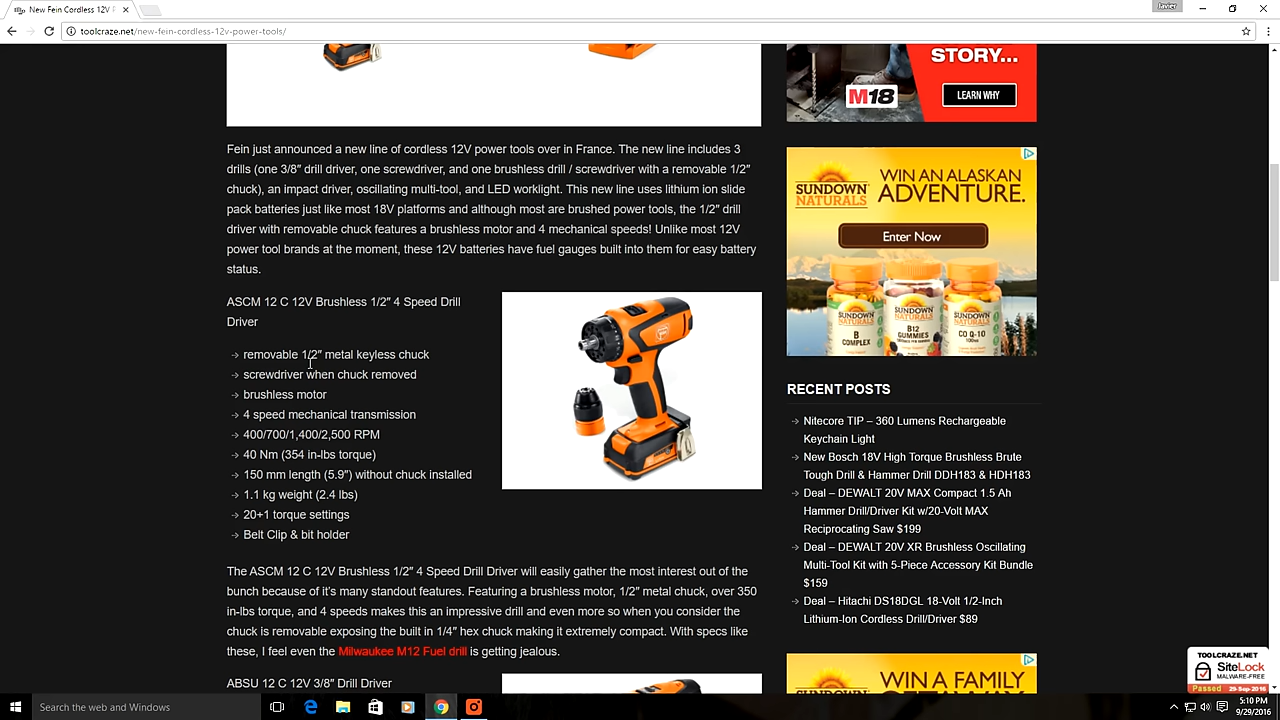 New Fein Cordless 12V P
Javier
toolcraze.net/new-fein-cordless-12v-power-tools/
STORY...
M18
LEARN WHY
Fein just announced a new line of cordless 12V power tools over in France. The new line includes 3
drills (one 3/8″ drill driver, one screwdriver, and one brushless drill / screwdriver with a removable 1/2″
chuck), an impact driver, oscillating multi-tool, and LED worklight. This new line uses lithium ion slide
pack batteries just like most 18V platforms and although most are brushed power tools, the 1/2″ drill
driver with removable chuck features a brushless motor and 4 mechanical speeds! Unlike most 12V
power tool brands at the moment, these 12V batteries have fuel gauges built into them for easy battery
status.
ASCM 12 C 12V Brushless 1/2″ 4 Speed Drill
Driver
removable 1/2″ metal keyless chuck
screwdriver when chuck removed
brushless motor
4 speed mechanical transmission
400/700/1,400/2,500 RPM
40 Nm (354 in-lbs torque)
150 mm length (5.9″) without chuck installed
1.1 kg weight (2.4 lbs)
20+1 torque settings
Belt Clip & bit holder
The ASCM 12 C 12V Brushless 1/2″ 4 Speed Drill Driver will easily gather the most interest out of the
bunch because of it's many standout features. Featuring a brushless motor, 1/2″ metal chuck, over 350
in-lbs torque, and 4 speeds makes this an impressive drill and even more so when you consider the
chuck is removable exposing the built in 1/4″ hex chuck making it extremely compact. With specs like
these, I feel even the Milwaukee M12 Fuel drill is getting jealous.
ABSU 12 C 12V 3/8″ Drill Driver
SUNDOWN
NATURALS
WIN AN ALASKAN
ADVENTURE.
Enter Now
SUNDOWN
NATURALS
B
COMPLEX
SUNDOWN
NATURALS
B12
GUMMIES
SUNDOWN
NATURALS
CO Q-10
RECENT POSTS
Nitecore TIP – 360 Lumens Rechargeable
Keychain Light
New Bosch 18V High Torque Brushless Brute
Tough Drill & Hammer Drill DDH183 & HDH183
Deal – DEWALT 20V MAX Compact 1.5 Ah
Hammer Drill/Driver Kit w/20-Volt MAX
Reciprocating Saw $199
Deal – DEWALT 20V XR Brushless Oscillating
Multi-Tool Kit with 5-Piece Accessory Kit Bundle
$159
Deal – Hitachi DS18DGL 18-Volt 1/2-Inch
Lithium-Ion Cordless Drill/Driver $89
SUNDOWN
WIN A FAMILY
TOOLCRAZE.NET
SiteLock
MALWARE-FREE
Passed 29-Sep-2016
Search the web and Windows
5:10 PM
9/29/2016